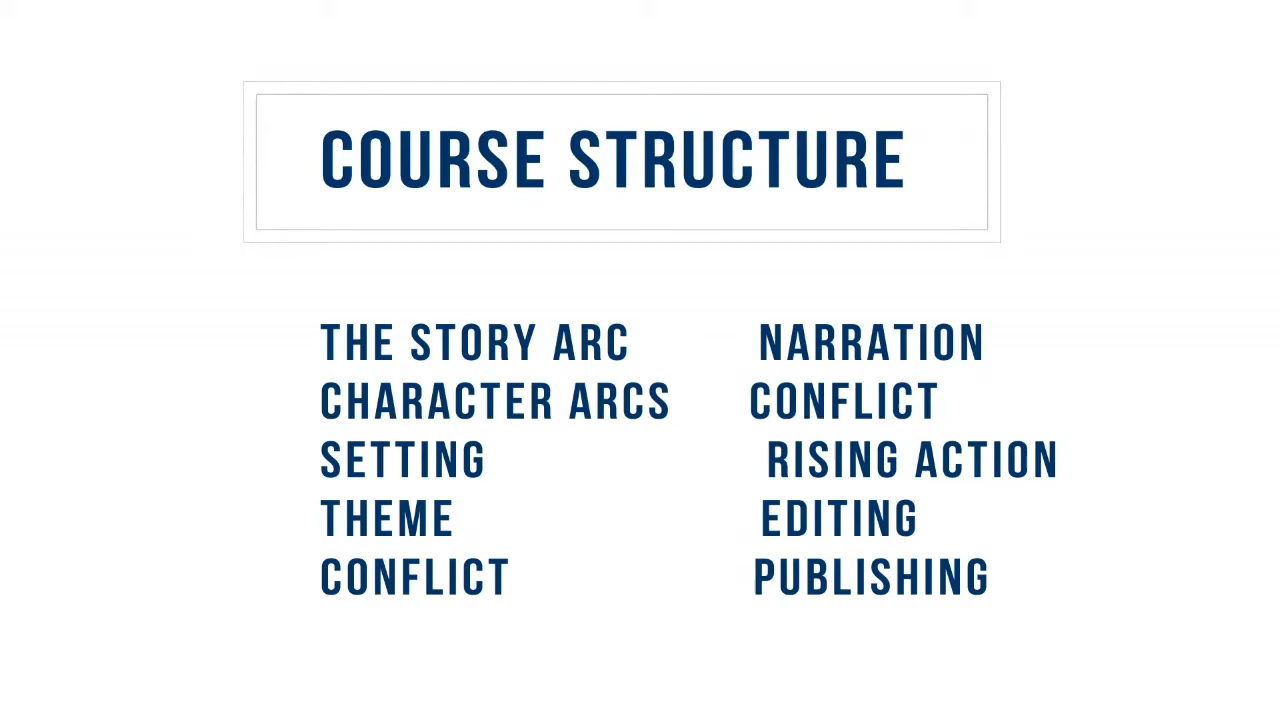 COURSE STRUCTURE
THE STORY ARC NARRATION
CHARACTER ARCS CONFLICT
SETTING RISING ACTION
THEME EDITING
CONFLICT PUBLISHING